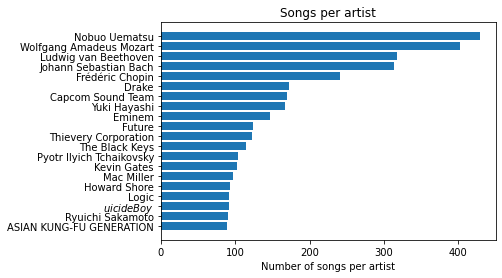 Songs per artist
Nobuo Uematsu
Wolfgang Amadeus Mozart
Ludwig van Beethoven
Johann Sebastian Bach
Frédéric Chopin
Drake
Capcom Sound Team
Yuki Hayashi
Eminem
Future
Thievery Corporation
The Black Keys
Pyotr Ilyich Tchaikovsky
Kevin Gates
Mac Miller
Howard Shore
Logic
uicideBoy
Ryuichi Sakamoto
ASIAN KUNG-FU GENERATION
0 100 200 300 400
Number of songs per artist